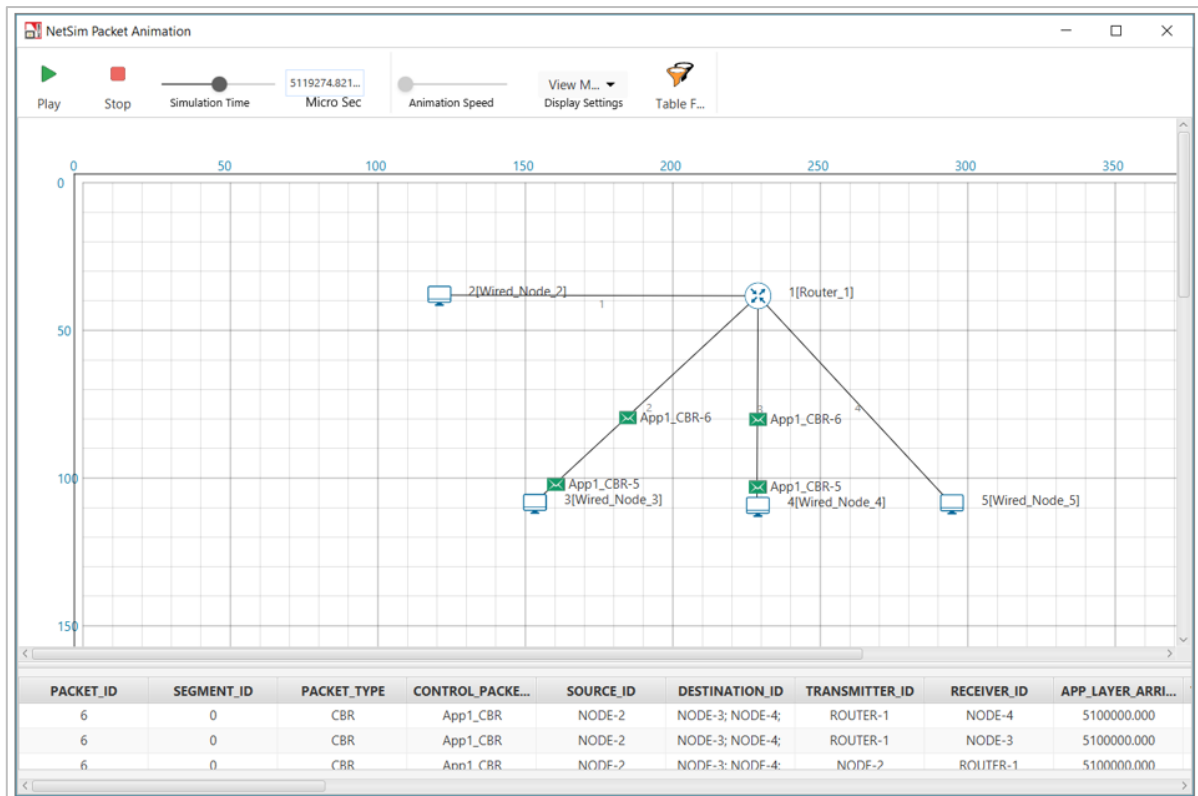 NetSim Packet Animation
Play Stop Simulation Time 5119274.821... Micro Sec Animation Speed View M... Display Settings Table F...
0 50 100 150 200 250 300 350
0
2[Wired_Node_2] 1 1[Router_1]
50
2 3 4
App1_CBR-6 App1_CBR-6
100
App1_CBR-5 App1_CBR-5
3[Wired_Node_3] 4[Wired_Node_4] 5[Wired_Node_5]
150
PACKET_ID SEGMENT_ID PACKET_TYPE CONTROL_PACKE... SOURCE_ID DESTINATION_ID TRANSMITTER_ID RECEIVER_ID APP_LAYER_ARRI...
6 0 CBR App1_CBR NODE-2 NODE-3; NODE-4; ROUTER-1 NODE-4 5100000.000
6 0 CBR App1_CBR NODE-2 NODE-3; NODE-4; ROUTER-1 NODE-3 5100000.000
6 0 CBR App1_CBR NODE-2 NODE-3; NODE-4; NODE-2 ROUTER-1 5100000.000